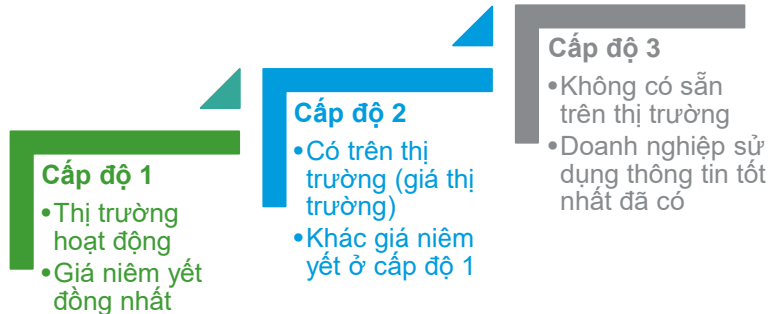 Cấp độ 1
•Thị trường
hoạt động
•Giá niêm yết
đồng nhất
Cấp độ 2
•Có trên thị
trường (giá thị
trường)
•Khác giá niêm
yết ở cấp độ 1
Cấp độ 3
•Không có sẵn
trên thị trường
•Doanh nghiệp sử
dụng thông tin tốt
nhất đã có